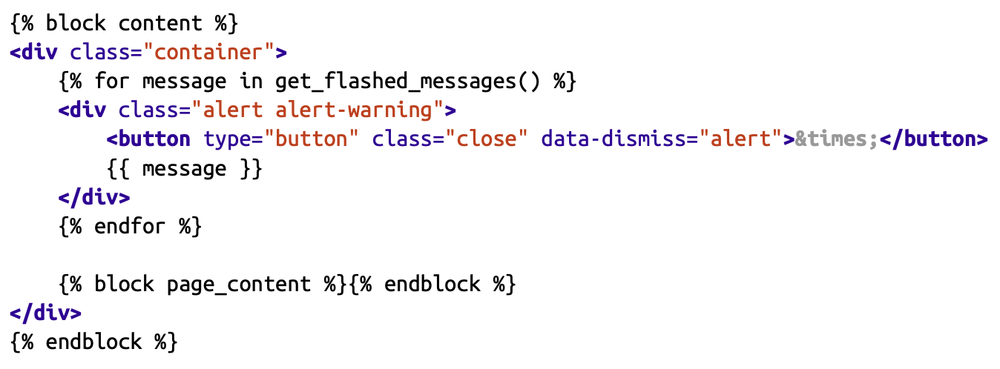 {% block content %}
<div class="container">
    {% for message in get_flashed_messages() %}
    <div class="alert alert-warning">
        <button type="button" class="close" data-dismiss="alert">&times;</button>
        {{ message }}
    </div>
    {% endfor %}

    {% block page_content %}{% endblock %}
</div>
{% endblock %}